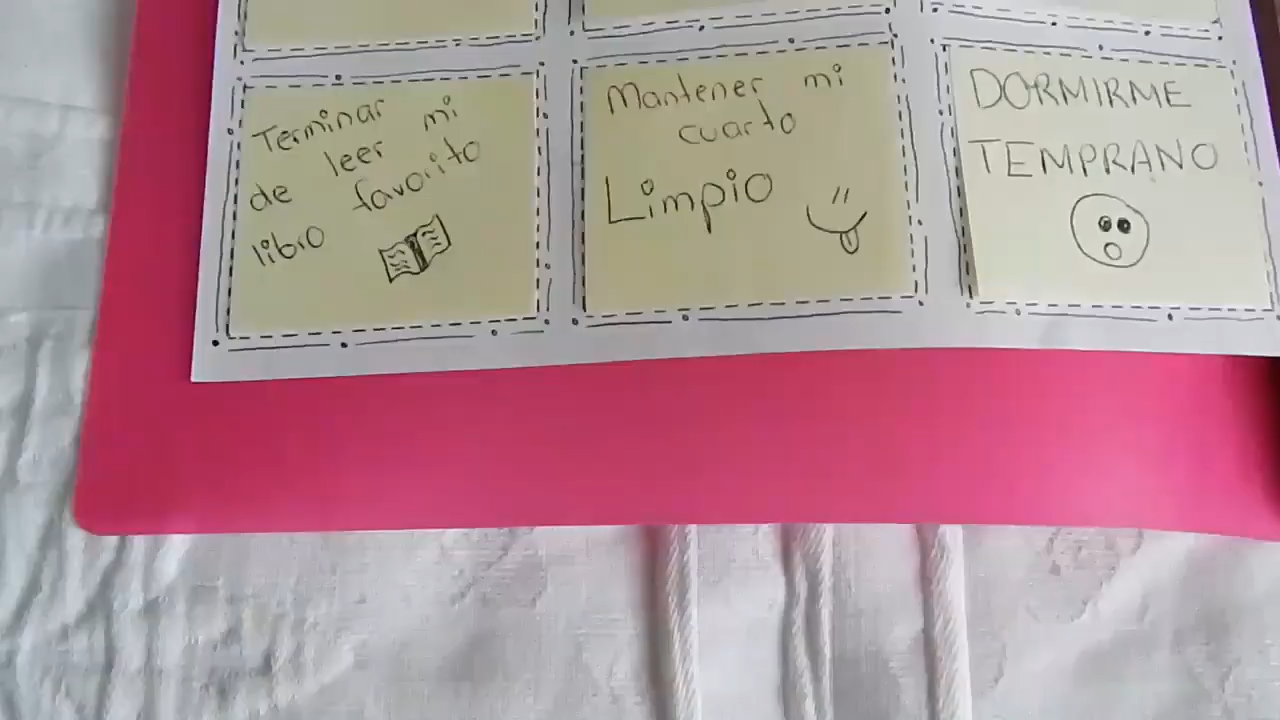 Terminar
de leer mi
libro favorito
Mantener mi
cuarto
Limpio
DORMIRME
TEMPRANO